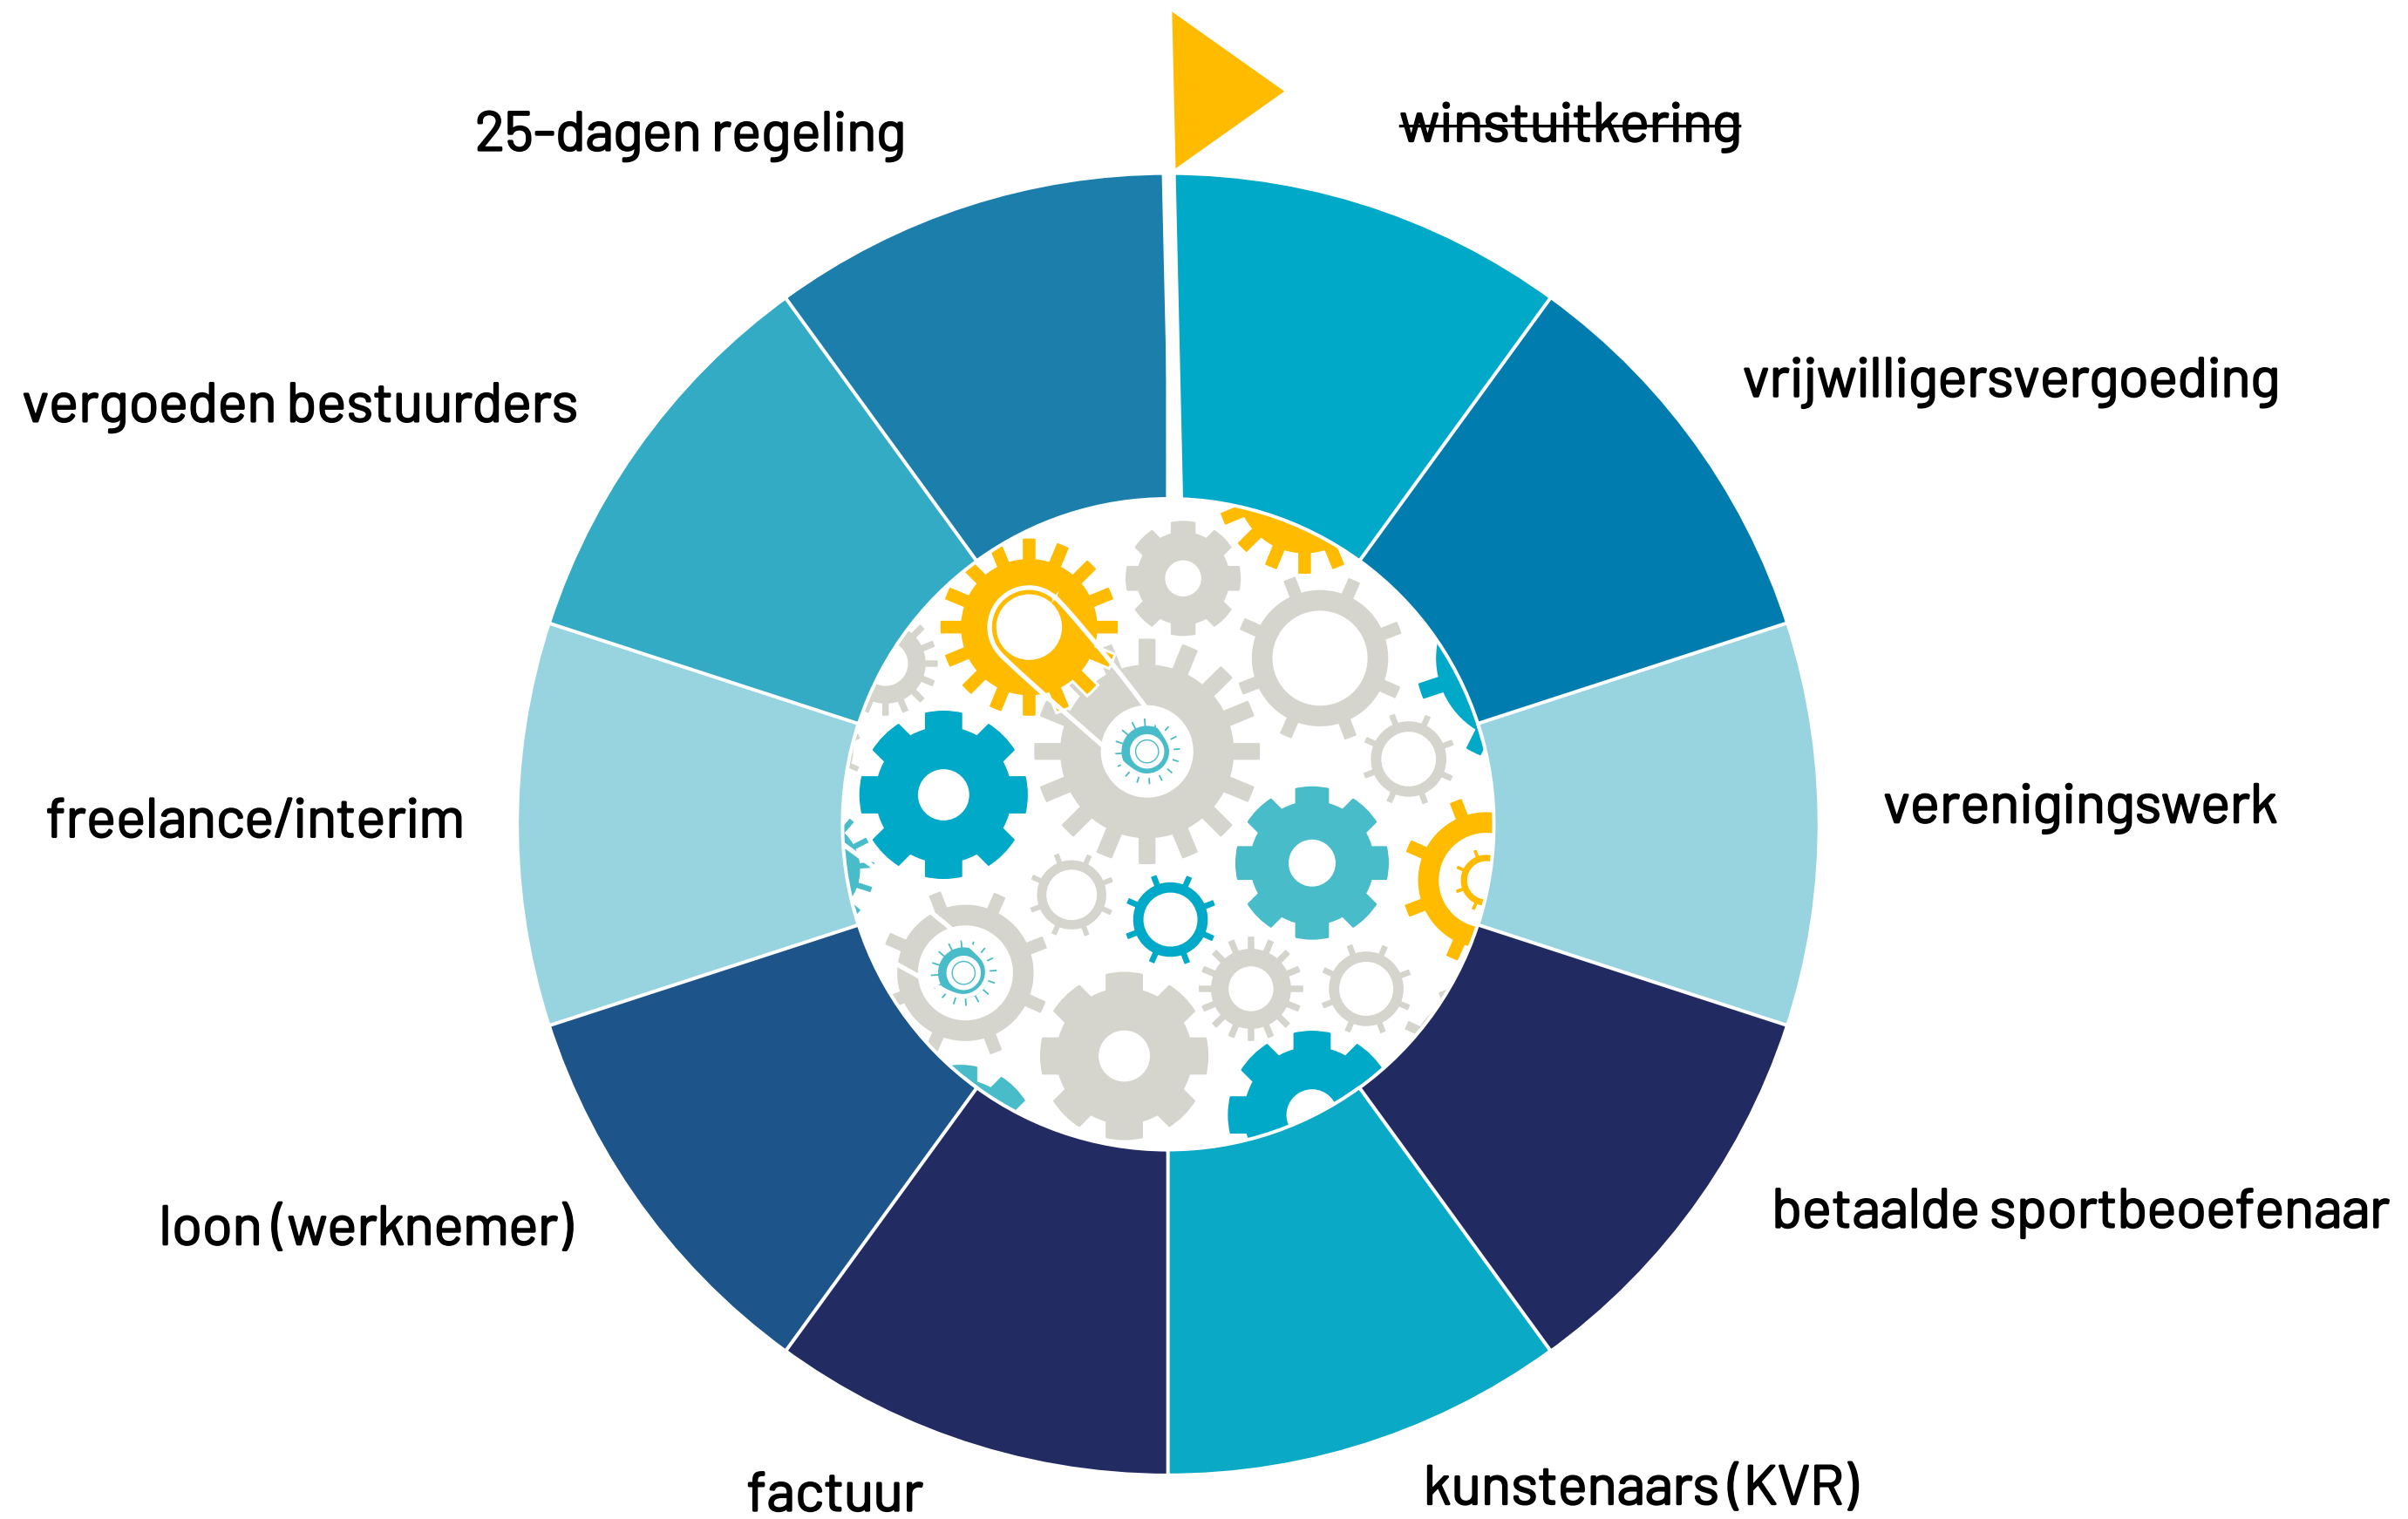 25-dagen regeling
winstuitkering
vergoeden bestuurders
vrijwilligersvergoeding
freelance/interim
verenigingswerk
loon (werknemer)
betaalde sportbeoefenaar
factuur
kunstenaars (KVR)